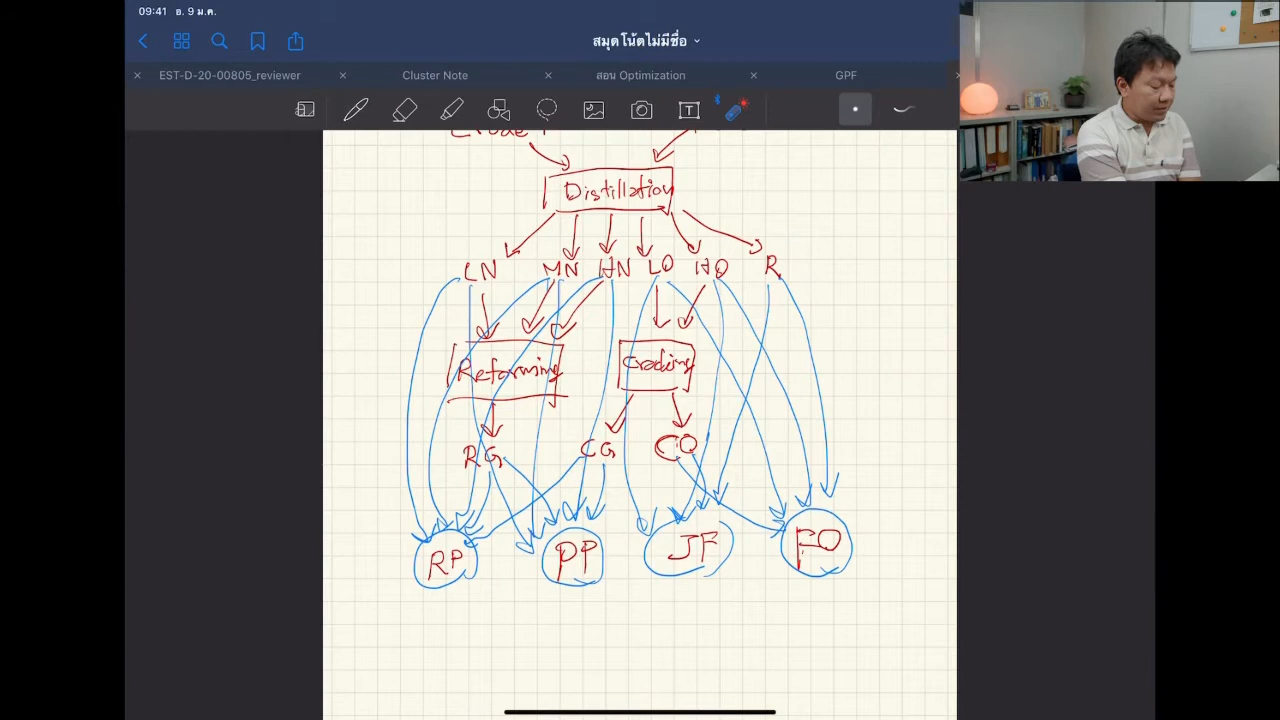 09:41 อ. 9 ม.ค.
สมุดโน้ตไม่มีชื่อ
EST-D-20-00805_reviewer
Cluster Note
สอน Optimization
GPF
Distillation
LN MN HN LO HO R
Reforming Cracking
RG CG CO
RP PP JF FO